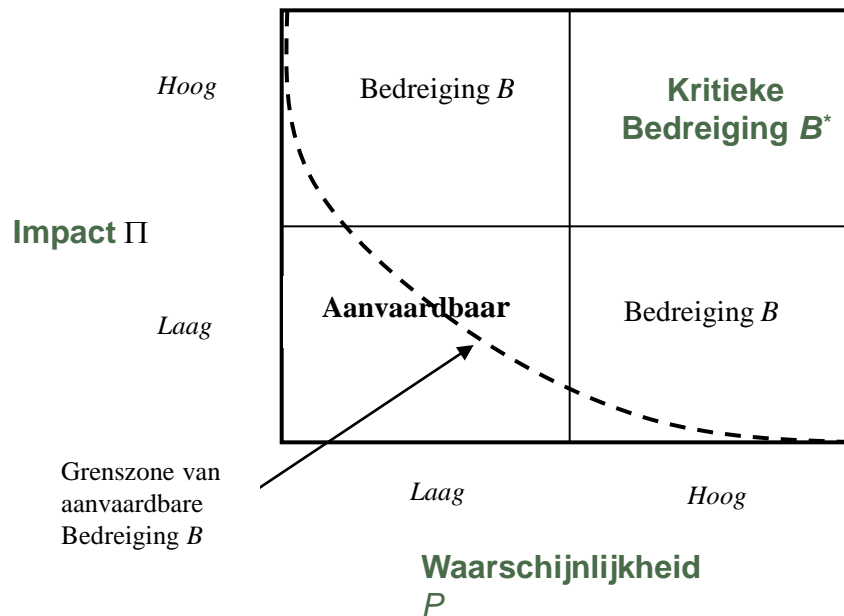 Hoog
Bedreiging B
Kritieke
Bedreiging B*
Impact Π
Laag
Aanvaardbaar
Bedreiging B
Grenszone van
aanvaardbare
Bedreiging B
Laag
Hoog
Waarschijnlijkheid
P